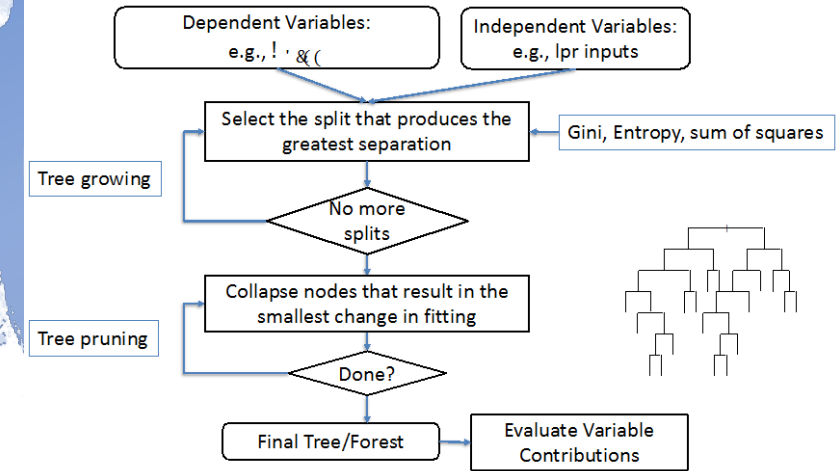 Dependent Variables:
e.g., ! ' &( (
Independent Variables:
e.g., lpr inputs
Select the split that produces the
greatest separation
Gini, Entropy, sum of squares
Tree growing
No more
splits
Collapse nodes that result in the
smallest change in fitting
Tree pruning
Done?
Final Tree/Forest
Evaluate Variable
Contributions